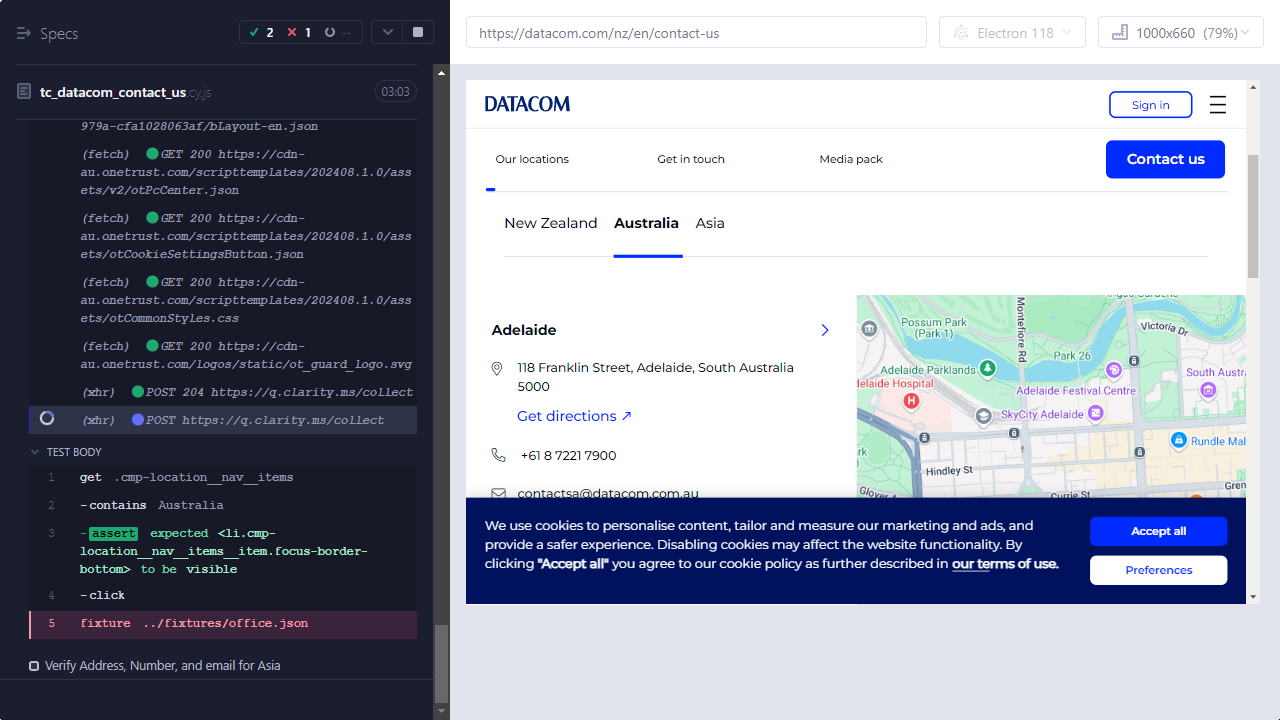 Specs
2
1
--
tc_datacom_contact_us.cy.js
03:03
979a-cfa1028063af/bLayout-en.json
(fetch) GET 200 https://cdn-
au.onetrust.com/scripttemplates/202408.1.0/ass
ets/v2/otPcCenter.json
(fetch) GET 200 https://cdn-
au.onetrust.com/scripttemplates/202408.1.0/ass
ets/otCookieSettingsButton.json
(fetch) GET 200 https://cdn-
au.onetrust.com/scripttemplates/202408.1.0/ass
ets/otCommonStyles.css
(fetch) GET 200 https://cdn-
au.onetrust.com/logos/static/ot_guard_logo.svg
(xhr) POST 204 https://q.clarity.ms/collect
(xhr) POST https://q.clarity.ms/collect
TEST BODY
1 get .cmp-location__nav__items
2 -contains Australia
3 -assert expected <li.cmp-
location__nav__items__item.focus-border-
bottom> to be visible
4 -click
5 fixture ../fixtures/office.json
Verify Address, Number, and email for Asia
https://datacom.com/nz/en/contact-us
Electron 118
1000x660 (79%)
DATACOM
Sign in
Our locations
Get in touch
Media pack
Contact us
New Zealand
Australia
Asia
Adelaide
118 Franklin Street, Adelaide, South Australia
5000
Get directions ↗
+61 8 7221 7900
contactsa@datacom.com.au
Angus Gardens
Possum Park
(Park 1)
Montefiore Rd
Victoria Dr
Park 26
Adelaide Parklands
delaide Hospital
Adelaide Festival Centre
South Austra
SkyCity Adelaide
Rundle Mal
Hindley St
Currie St
Gren
Glover A
We use cookies to personalise content, tailor and measure our marketing and ads, and
provide a safer experience. Disabling cookies may affect the website functionality. By
clicking "Accept all" you agree to our cookie policy as further described in our terms of use.
Accept all
Preferences